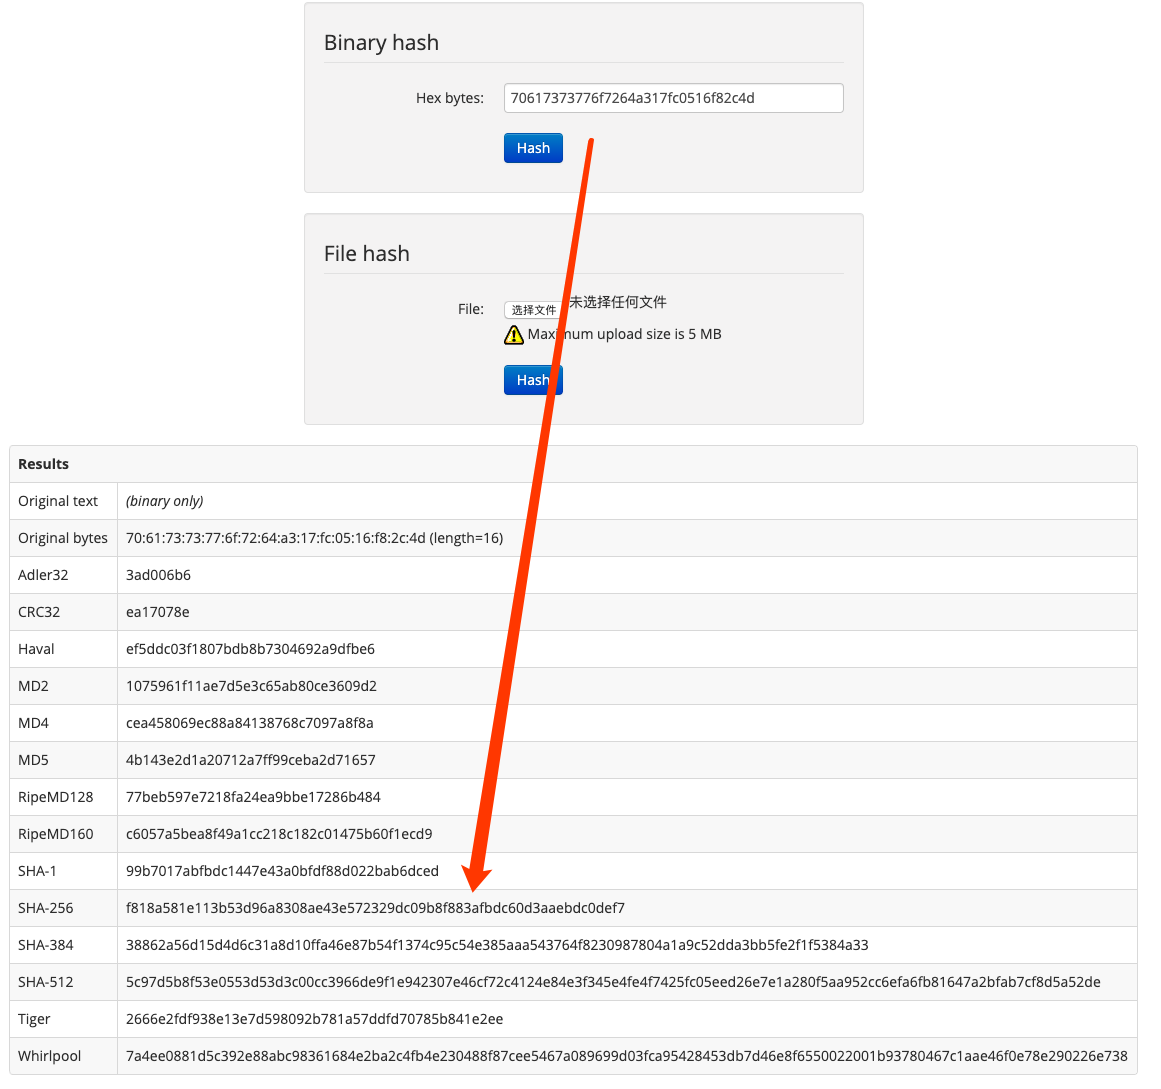 Binary hash
Hex bytes: 70617373776f7264a317fc0516f82c4d
Hash
File hash
File: 选择文件 未选择任何文件
Maximum upload size is 5 MB
Hash
Results
Original text (binary only)
Original bytes 70:61:73:73:77:6f:72:64:a3:17:fc:05:16:f8:2c:4d (length=16)
Adler32 3ad006b6
CRC32 ea17078e
Haval ef5ddc03f1807bdb8b7304692a9dfbe6
MD2 1075961f11ae7d5e3c65ab80ce3609d2
MD4 cea458069ec88a84138768c7097a8f8a
MD5 4b143e2d1a20712a7ff99ceba2d71657
RipeMD128 77beb597e7218fa24ea9bbe17286b484
RipeMD160 c6057a5bea8f49a1cc218c182c01475b60f1ecd9
SHA-1 99b7017abfbdc1447e43a0bfdf88d022bab6dced
SHA-256 f818a581e113b53d96a8308ae43e572329dc09b8f883afbdc60d3aaebdc0def7
SHA-384 38862a56d15d4d6c31a8d10ffa46e87b54f1374c95c54e385aaa543764f8230987804a1a9c52dda3bb5fe2f1f5384a33
SHA-512 5c97d5b8f53e0553d53d3c00cc3966de9f1e942307e46cf72c4124e84e3f345e4fe4f7425fc05eed26e7e1a280f5aa952cc6efa6fb81647a2bfab7cf8d5a52de
Tiger 2666e2fdf938e13e7d598092b781a57ddfd70785b841e2ee
Whirlpool 7a4ee0881d5c392e88abc98361684e2ba2c4fb4e230488f87cee5467a089699d03fca95428453db7d46e8f6550022001b93780467c1aae46f0e78e290226e738